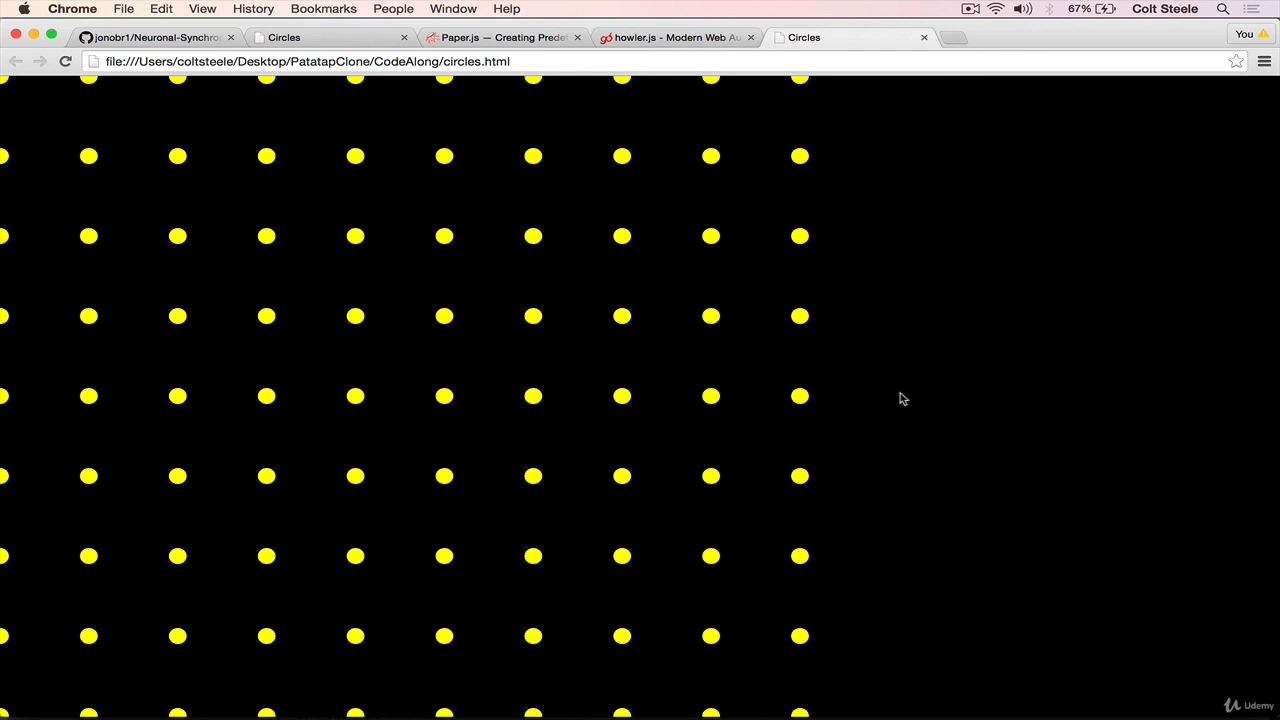 Chrome File Edit View History Bookmarks People Window Help 67% Colt Steele
jonobr1/Neuronal-Synchro Circles Paper.js — Creating Predet howler.js - Modern Web Au Circles You
file:///Users/coltsteele/Desktop/PatatapClone/CodeAlong/circles.html
Udemy